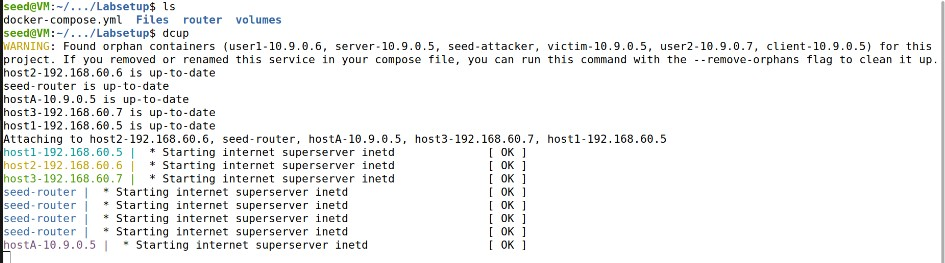 seed@VM:~/.../Labsetup$ ls
docker-compose.yml  Files  router  volumes
seed@VM:~/.../Labsetup$ dcup
WARNING: Found orphan containers (user1-10.9.0.6, server-10.9.0.5, seed-attacker, victim-10.9.0.5, user2-10.9.0.7, client-10.9.0.5) for this
project. If you removed or renamed this service in your compose file, you can run this command with the --remove-orphans flag to clean it up.
host2-192.168.60.6 is up-to-date
seed-router is up-to-date
hostA-10.9.0.5 is up-to-date
host3-192.168.60.7 is up-to-date
host1-192.168.60.5 is up-to-date
Attaching to host2-192.168.60.6, seed-router, hostA-10.9.0.5, host3-192.168.60.7, host1-192.168.60.5
host1-192.168.60.5 |  * Starting internet superserver inetd              [ OK ]
host2-192.168.60.6 |  * Starting internet superserver inetd              [ OK ]
host3-192.168.60.7 |  * Starting internet superserver inetd              [ OK ]
seed-router |  * Starting internet superserver inetd                     [ OK ]
seed-router |  * Starting internet superserver inetd                     [ OK ]
seed-router |  * Starting internet superserver inetd                     [ OK ]
seed-router |  * Starting internet superserver inetd                     [ OK ]
hostA-10.9.0.5 |  * Starting internet superserver inetd                  [ OK ]